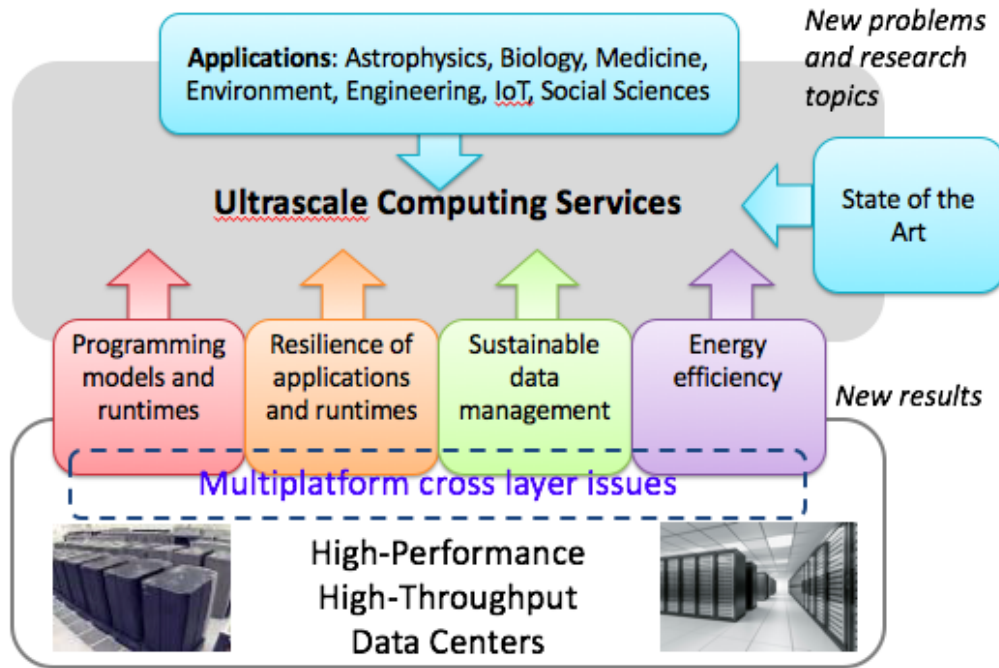 New problems
and research
topics
Applications: Astrophysics, Biology, Medicine,
Environment, Engineering, IoT, Social Sciences
Ultrascale Computing Services
State of the
Art
Programming
models and
runtimes
Resilience of
applications
and runtimes
Sustainable
data
management
Energy
efficiency
New results
Multiplatform cross layer issues
High-Performance
High-Throughput
Data Centers